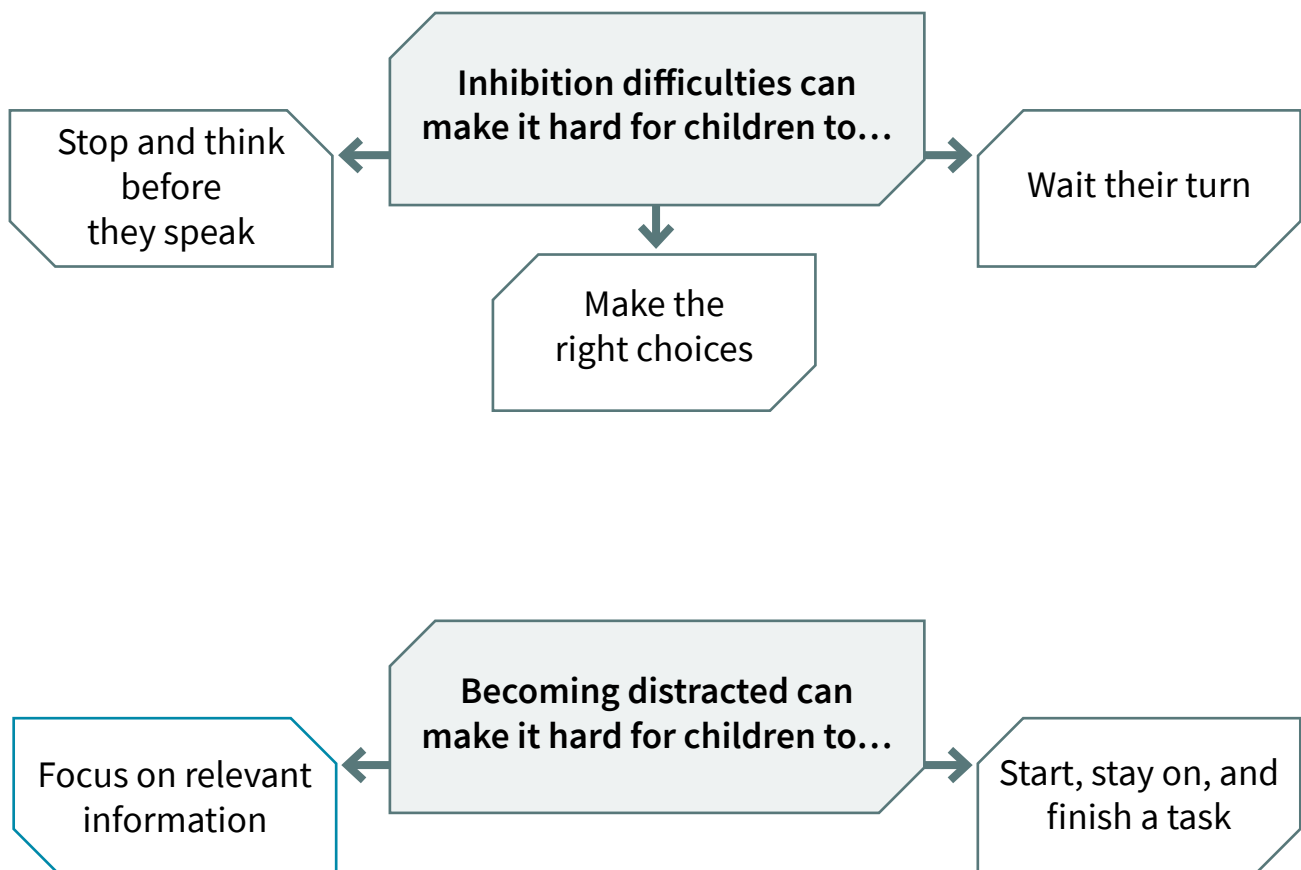 Inhibition difficulties can
make it hard for children to…
Stop and think
before
they speak
Wait their turn
Make the
right choices
Becoming distracted can
make it hard for children to…
Focus on relevant
information
Start, stay on, and
finish a task